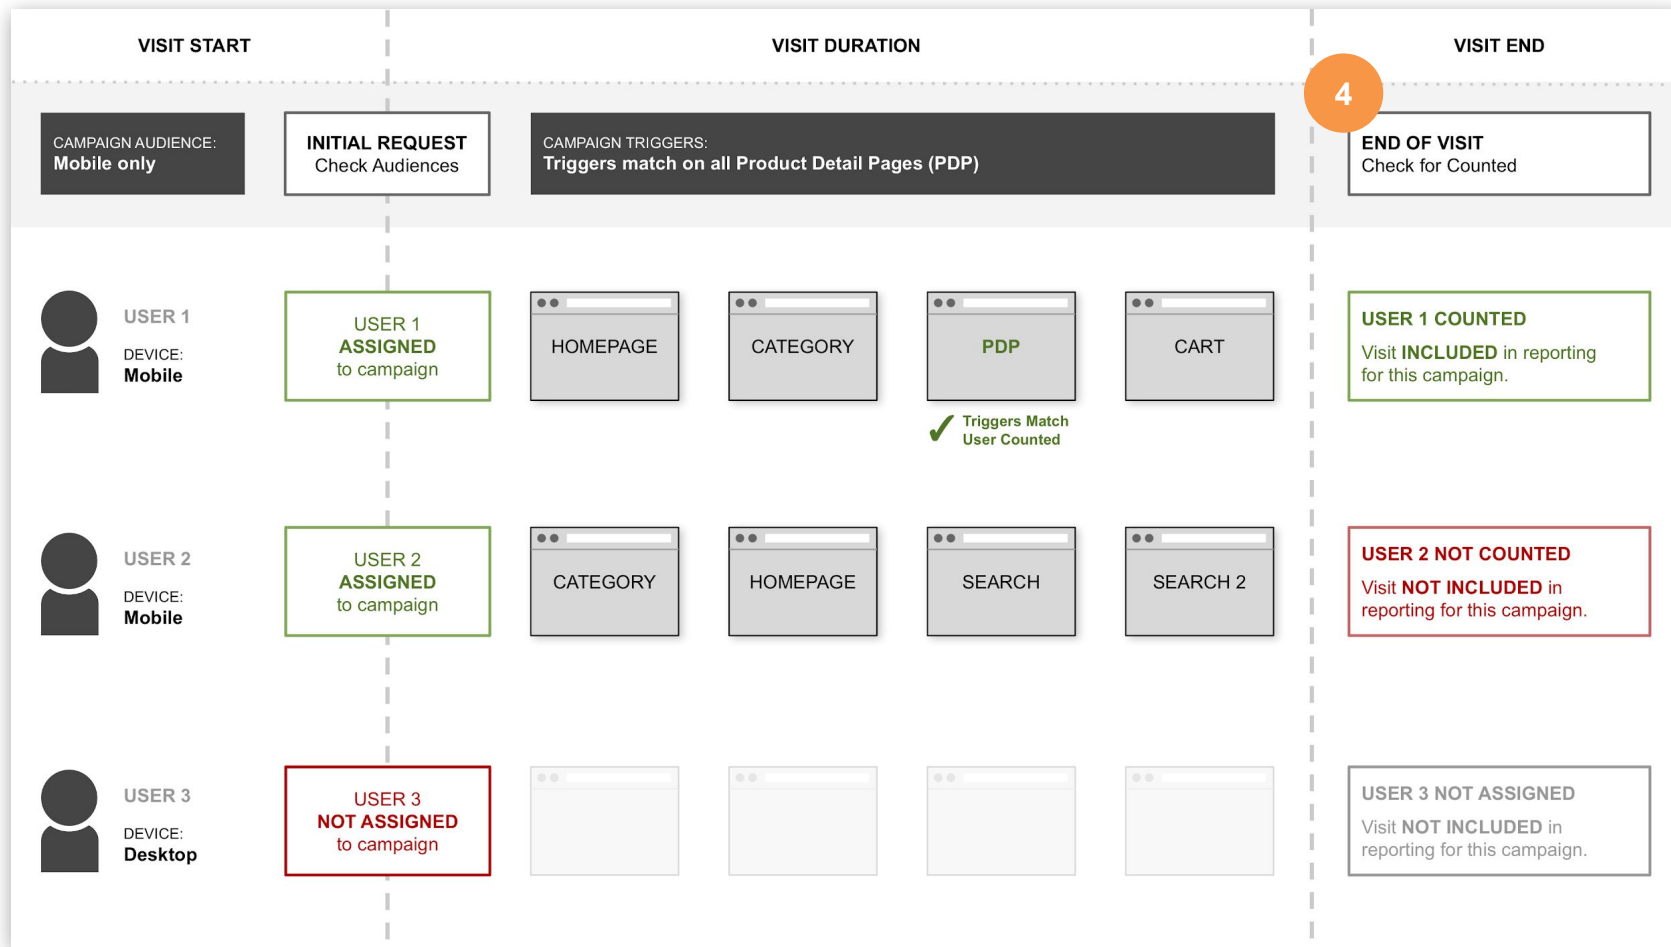 VISIT START
VISIT DURATION
VISIT END
4
CAMPAIGN AUDIENCE:
Mobile only
INITIAL REQUEST
Check Audiences
CAMPAIGN TRIGGERS:
Triggers match on all Product Detail Pages (PDP)
END OF VISIT
Check for Counted
USER 1
DEVICE:
Mobile
USER 1
ASSIGNED
to campaign
HOMEPAGE
CATEGORY
PDP
CART
Triggers Match
User Counted
USER 1 COUNTED
Visit INCLUDED in reporting
for this campaign.
USER 2
DEVICE:
Mobile
USER 2
ASSIGNED
to campaign
CATEGORY
HOMEPAGE
SEARCH
SEARCH 2
USER 2 NOT COUNTED
Visit NOT INCLUDED in
reporting for this campaign.
USER 3
DEVICE:
Desktop
USER 3
NOT ASSIGNED
to campaign
USER 3 NOT ASSIGNED
Visit NOT INCLUDED in
reporting for this campaign.